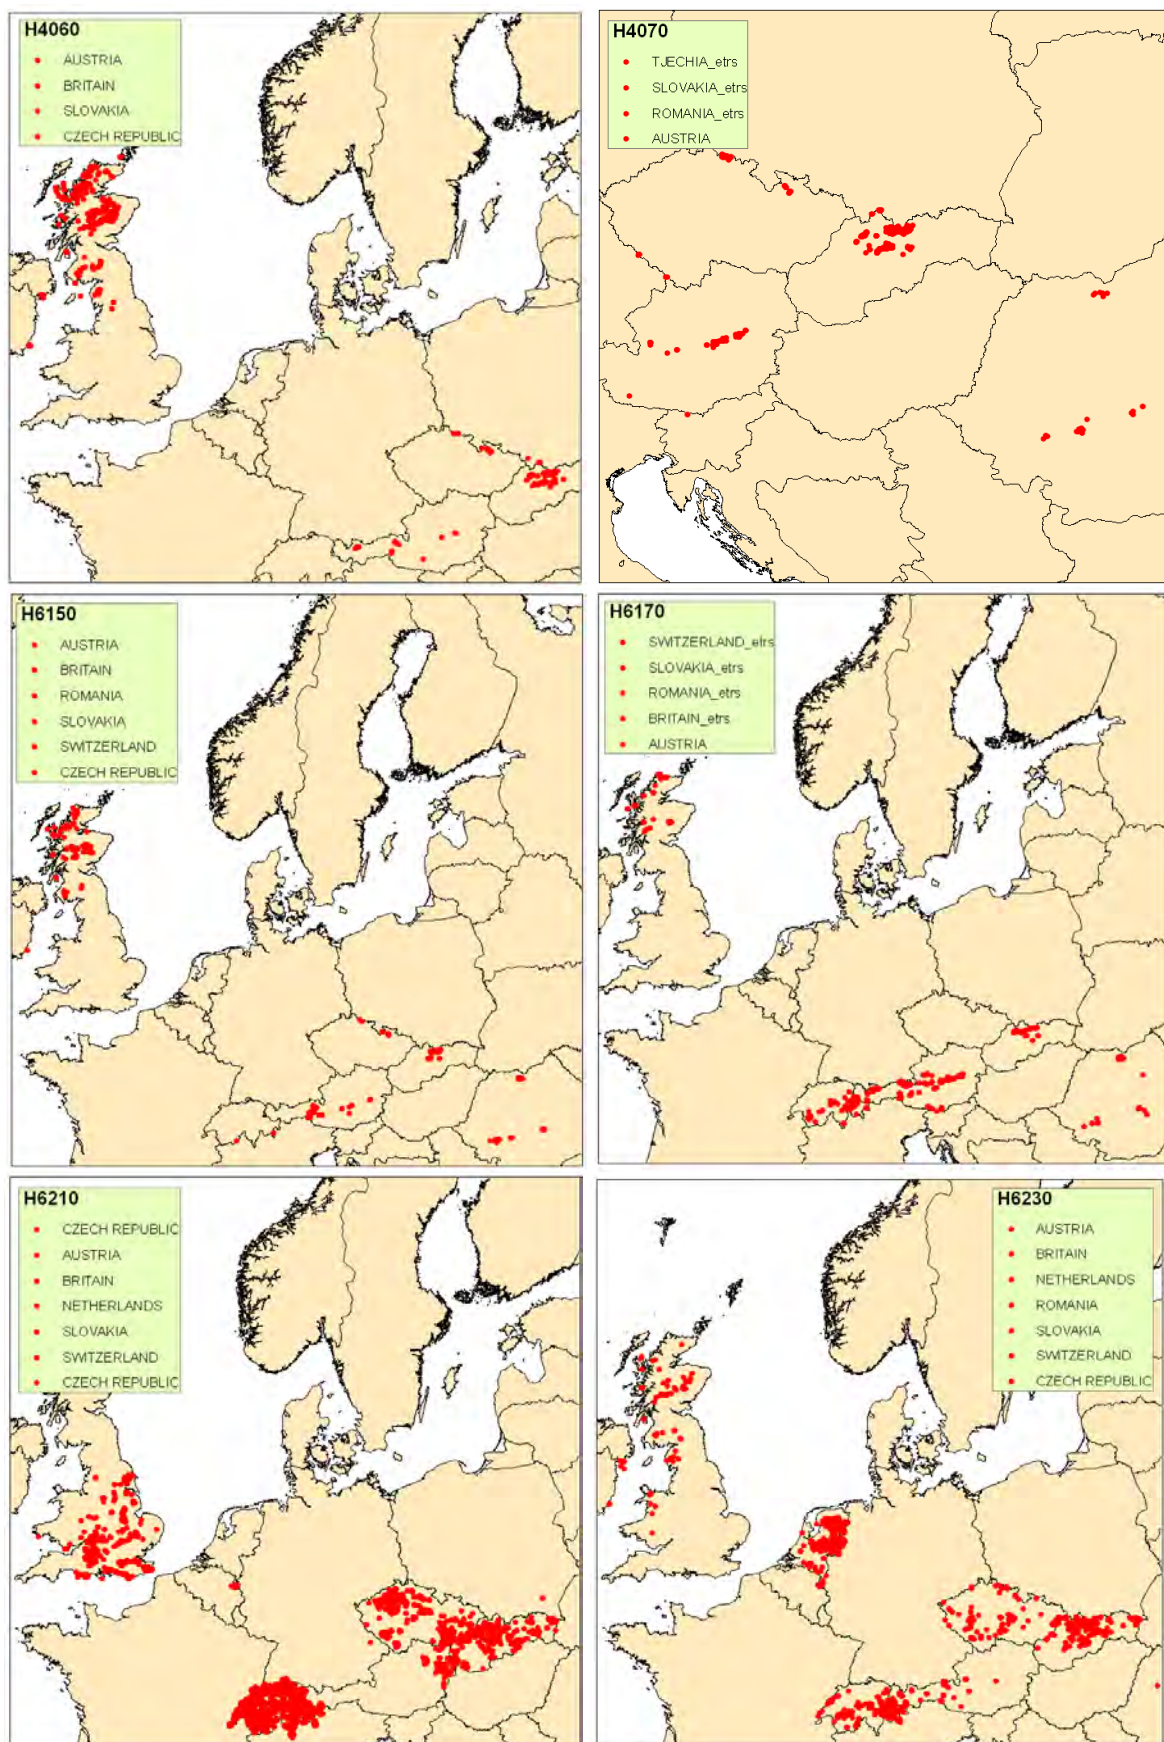 H4060
AUSTRIA
BRITAIN
SLOVAKIA
CZECH REPUBLIC
H4070
TJECHIA_etrs
SLOVAKIA_etrs
ROMANIA_etrs
AUSTRIA
H6150
AUSTRIA
BRITAIN
ROMANIA
SLOVAKIA
SWITZERLAND
CZECH REPUBLIC
H6170
SWITZERLAND_etrs
SLOVAKIA_etrs
ROMANIA_etrs
BRITAIN_etrs
AUSTRIA
H6210
CZECH REPUBLIC
AUSTRIA
BRITAIN
NETHERLANDS
SLOVAKIA
SWITZERLAND
CZECH REPUBLIC
H6230
AUSTRIA
BRITAIN
NETHERLANDS
ROMANIA
SLOVAKIA
SWITZERLAND
CZECH REPUBLIC